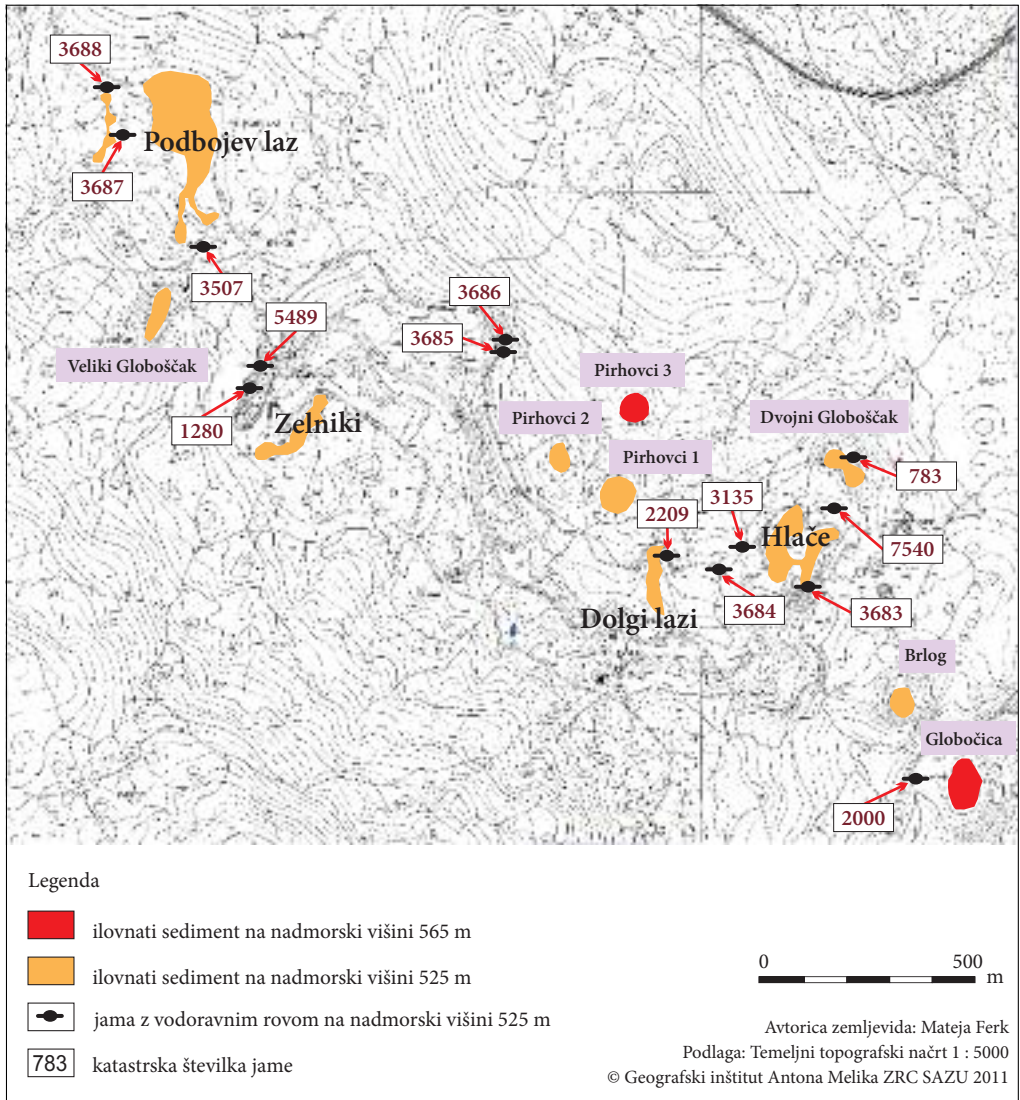 3688
Podbojev laz
3687
3507
3686
5489
3685
Veliki Globoščak
Pirhovci 3
1280
Zelniki
Pirhovci 2
Dvojni Globoščak
Pirhovci 1
783
3135
2209
Hlače
7540
Dolgi lazi
3684
3683
Brlog
Globočica
2000
Legenda
ilovnati sediment na nadmorski višini 565 m
ilovnati sediment na nadmorski višini 525 m
jama z vodoravnim rovom na nadmorski višini 525 m
783 katastrska številka jame
0 500
m
Avtorica zemljevida: Mateja Ferk
Podlaga: Temeljni topografski načrt 1 : 5000
© Geografski inštitut Antona Melika ZRC SAZU 2011